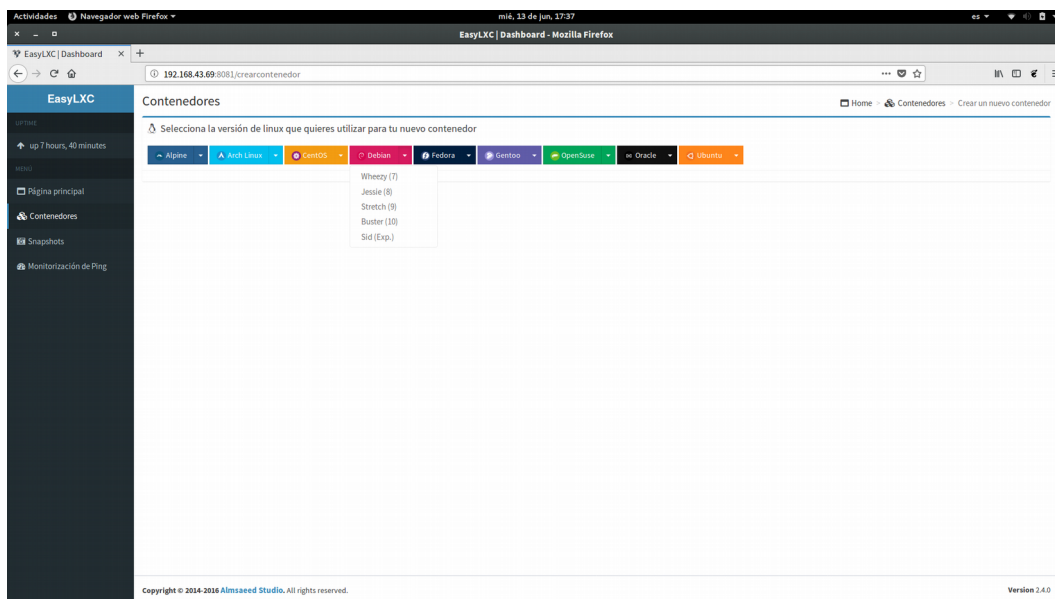 Actividades Navegador web Firefox mié, 13 de jun, 17:37 es
EasyLXC | Dashboard - Mozilla Firefox
EasyLXC | Dashboard
192.168.43.69:8081/crearcontenedor
EasyLXC
Contenedores
Home > Contenedores > Crear un nuevo contenedor
UPTIME
Selecciona la versión de linux que quieres utilizar para tu nuevo contenedor
up 7 hours, 40 minutes
Alpine Arch Linux CentOS Debian Fedora Gentoo OpenSuse Oracle Ubuntu
MENÚ
Wheezy (7)
Jessie (8)
Stretch (9)
Buster (10)
Sid (Exp.)
Página principal
Contenedores
Snapshots
Monitorización de Ping
Copyright © 2014-2016 Almsaeed Studio. All rights reserved. Version 2.4.0